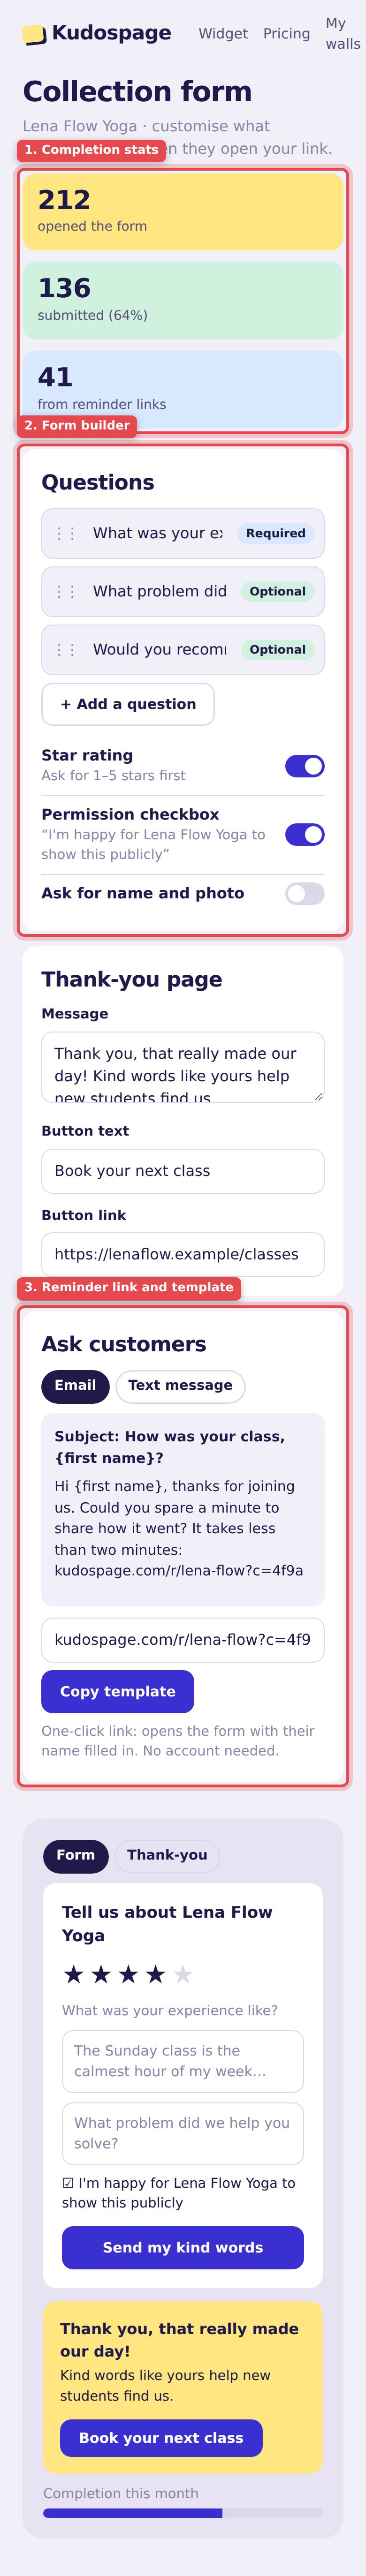 Kudospage
Widget
Pricing
My
walls
Collection form
Lena Flow Yoga · customise what
1. Completion stats
they open your link.
212
opened the form
136
submitted (64%)
41
from reminder links
2. Form builder
Questions
What was your ex
Required
What problem did
Optional
Would you recom
Optional
+ Add a question
Star rating
Ask for 1–5 stars first
Permission checkbox
“I'm happy for Lena Flow Yoga to
show this publicly”
Ask for name and photo
Thank-you page
Message
Thank you, that really made our
day! Kind words like yours help
new students find us.
Button text
Book your next class
Button link
https://lenaflow.example/classes
3. Reminder link and template
Ask customers
Email
Text message
Subject: How was your class,
{first name}?
Hi {first name}, thanks for joining
us. Could you spare a minute to
share how it went? It takes less
than two minutes:
kudospage.com/r/lena-flow?c=4f9a
kudospage.com/r/lena-flow?c=4f9
Copy template
One-click link: opens the form with their
name filled in. No account needed.
Form
Thank-you
Tell us about Lena Flow
Yoga
★★★★★
What was your experience like?
The Sunday class is the
calmest hour of my week…
What problem did we help you
solve?
☑ I'm happy for Lena Flow Yoga to
show this publicly
Send my kind words
Thank you, that really made
our day!
Kind words like yours help new
students find us.
Book your next class
Completion this month